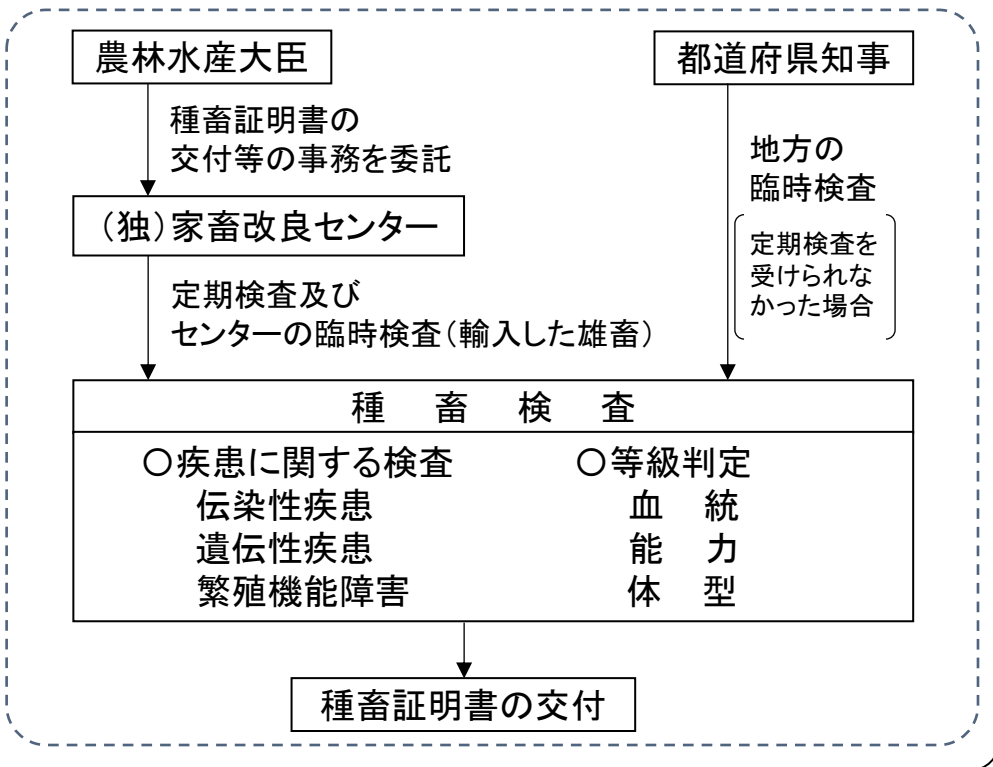 農林水産大臣
都道府県知事
種畜証明書の
交付等の事務を委託
地方の
臨時検査
（独）家畜改良センター
定期検査を
受けられな
かった場合
定期検査及び
センターの臨時検査（輸入した雄畜）
種　畜　検　査
〇疾患に関する検査
伝染性疾患
遺伝性疾患
繁殖機能障害
〇等級判定
血　統
能　力
体　型
種畜証明書の交付